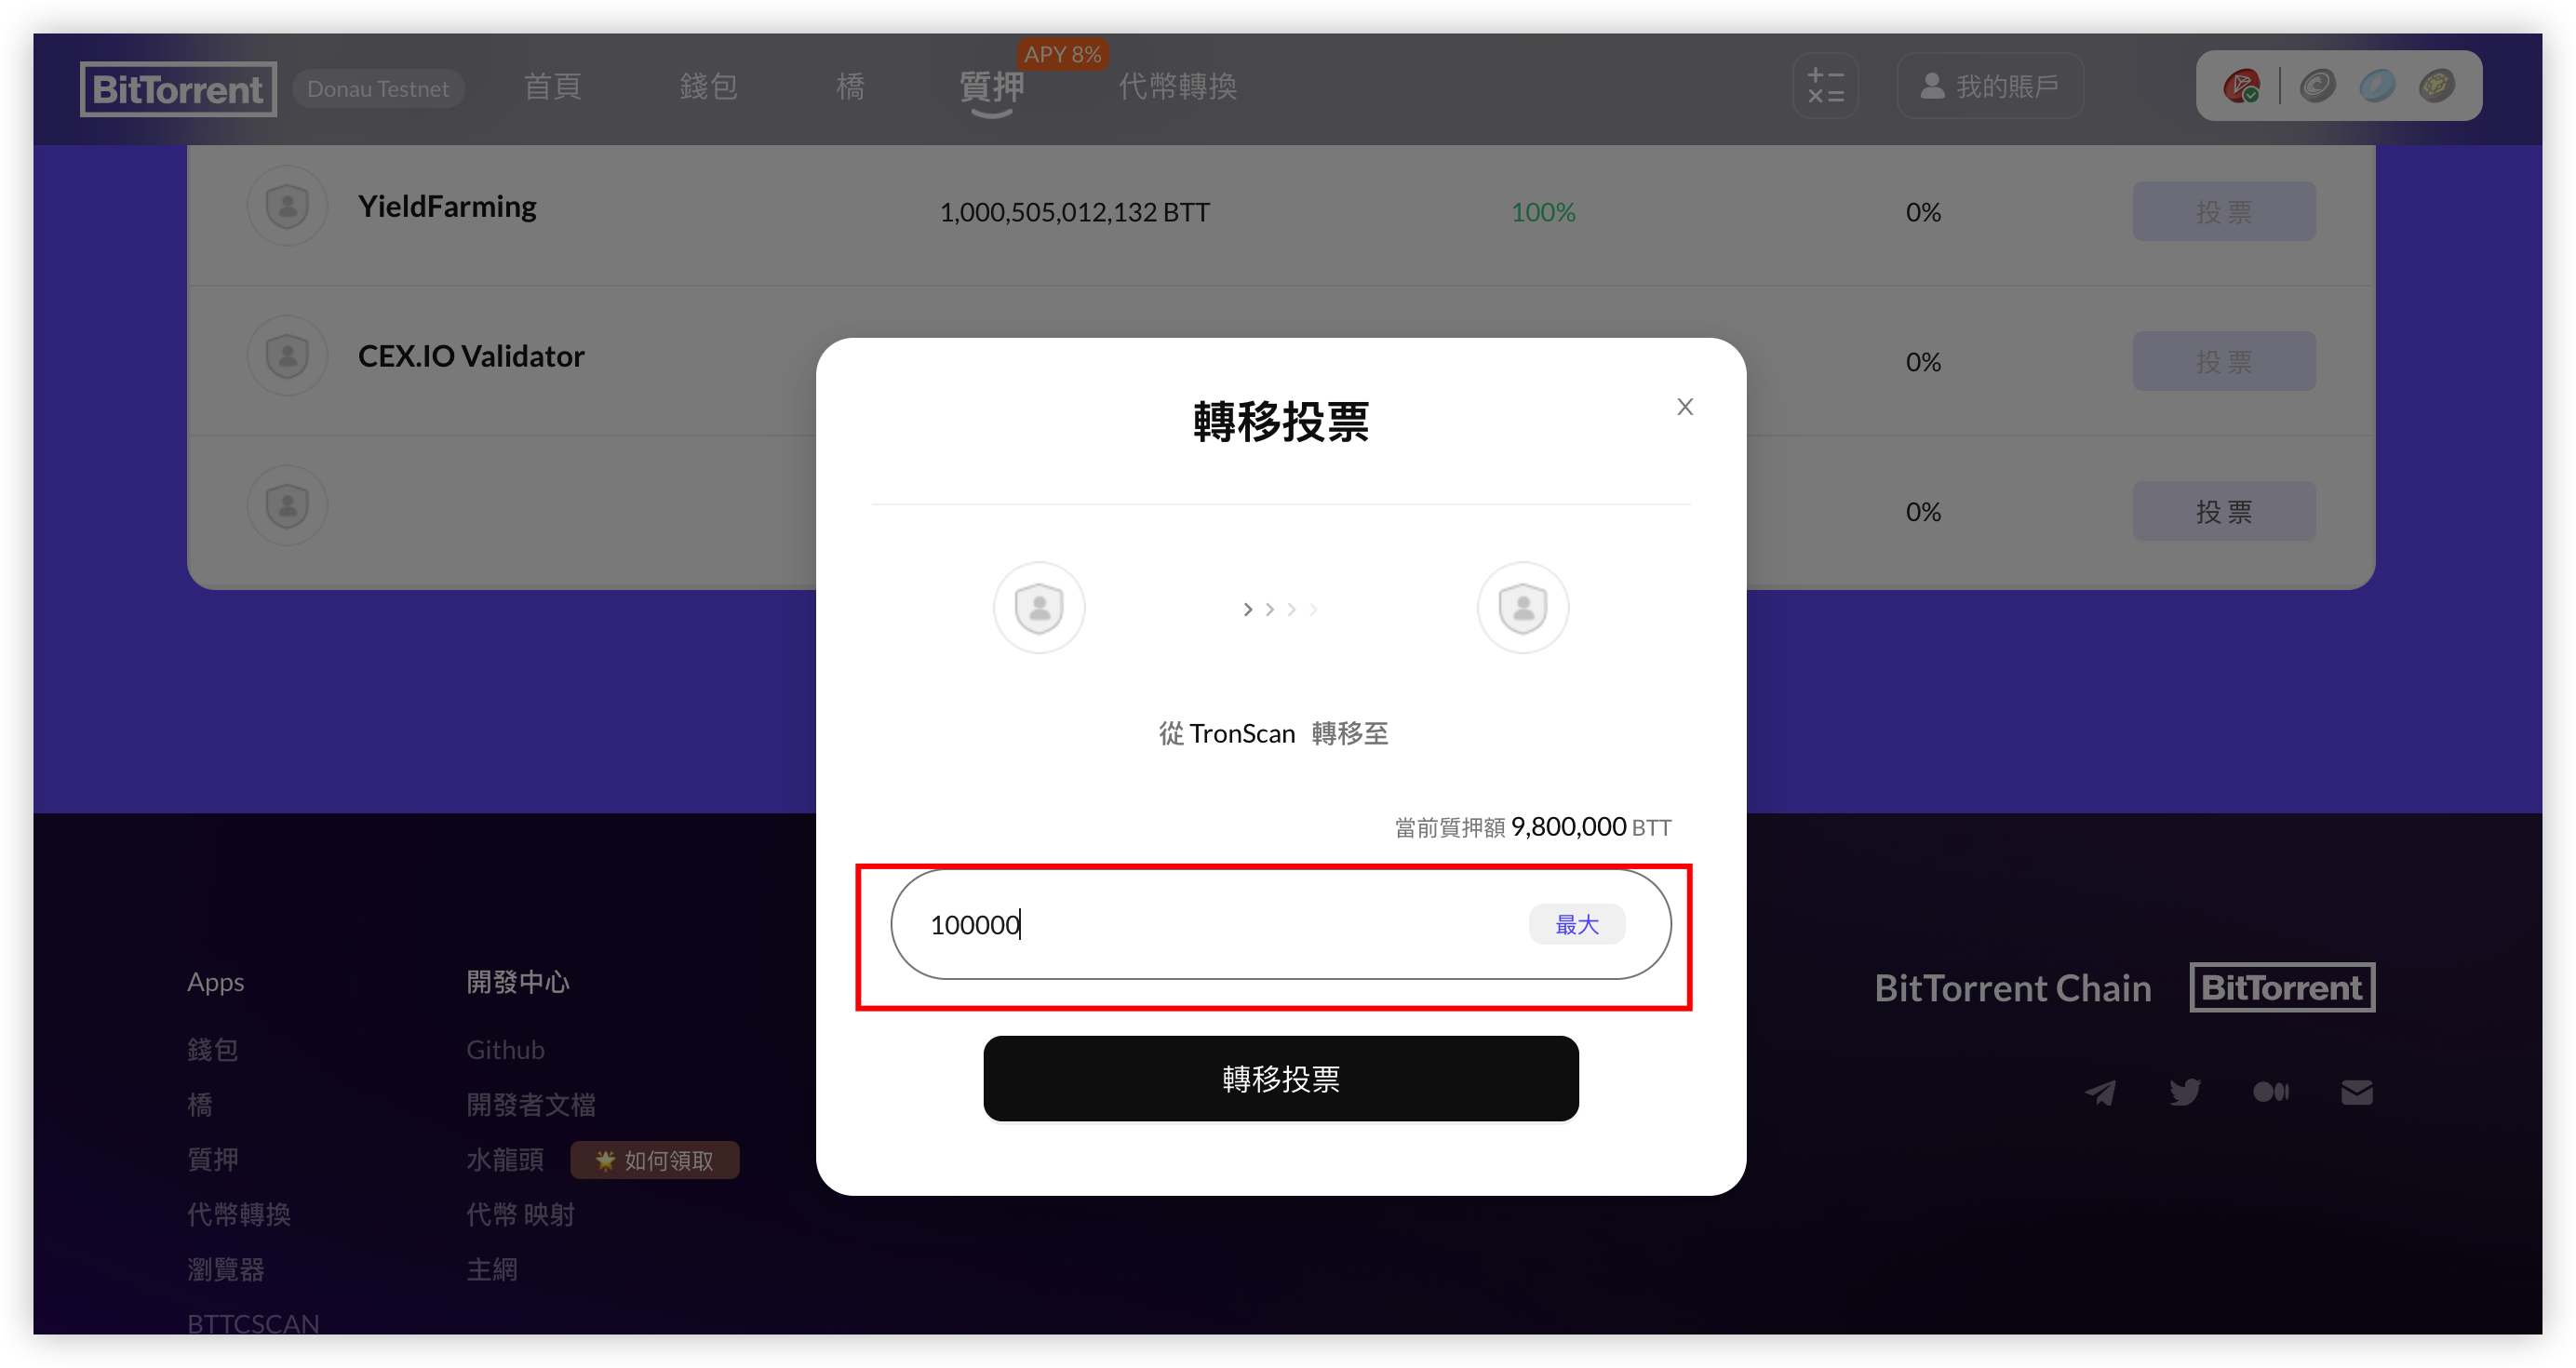 BitTorrent
Donau Testnet
首頁
錢包
橋
質押
APY 8%
代幣轉換
我的賬戶
YieldFarming
1,000,505,012,132 BTT
100%
0%
投 票
CEX.IO Validator
0%
投 票
0%
投 票
轉移投票
X
從 TronScan 轉移至
當前質押額 9,800,000 BTT
100000
最大
轉移投票
Apps
錢包
橋
質押
代幣轉換
瀏覽器
BTTCSCAN
開發中心
Github
開發者文檔
水龍頭
🌟 如何領取
代幣 映射
主網
BitTorrent Chain
BitTorrent